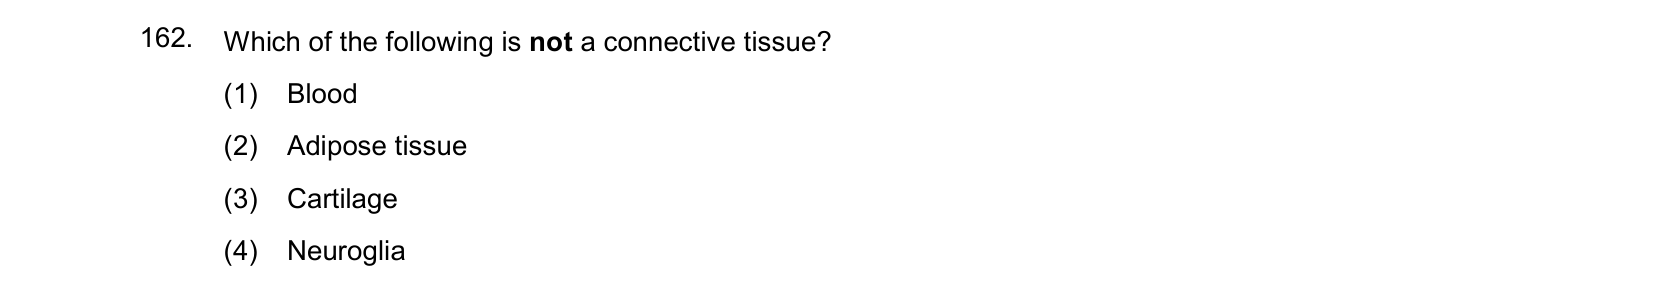 162. Which of the following is not a connective tissue?
(1) Blood
(2) Adipose tissue
(3) Cartilage
(4) Neuroglia